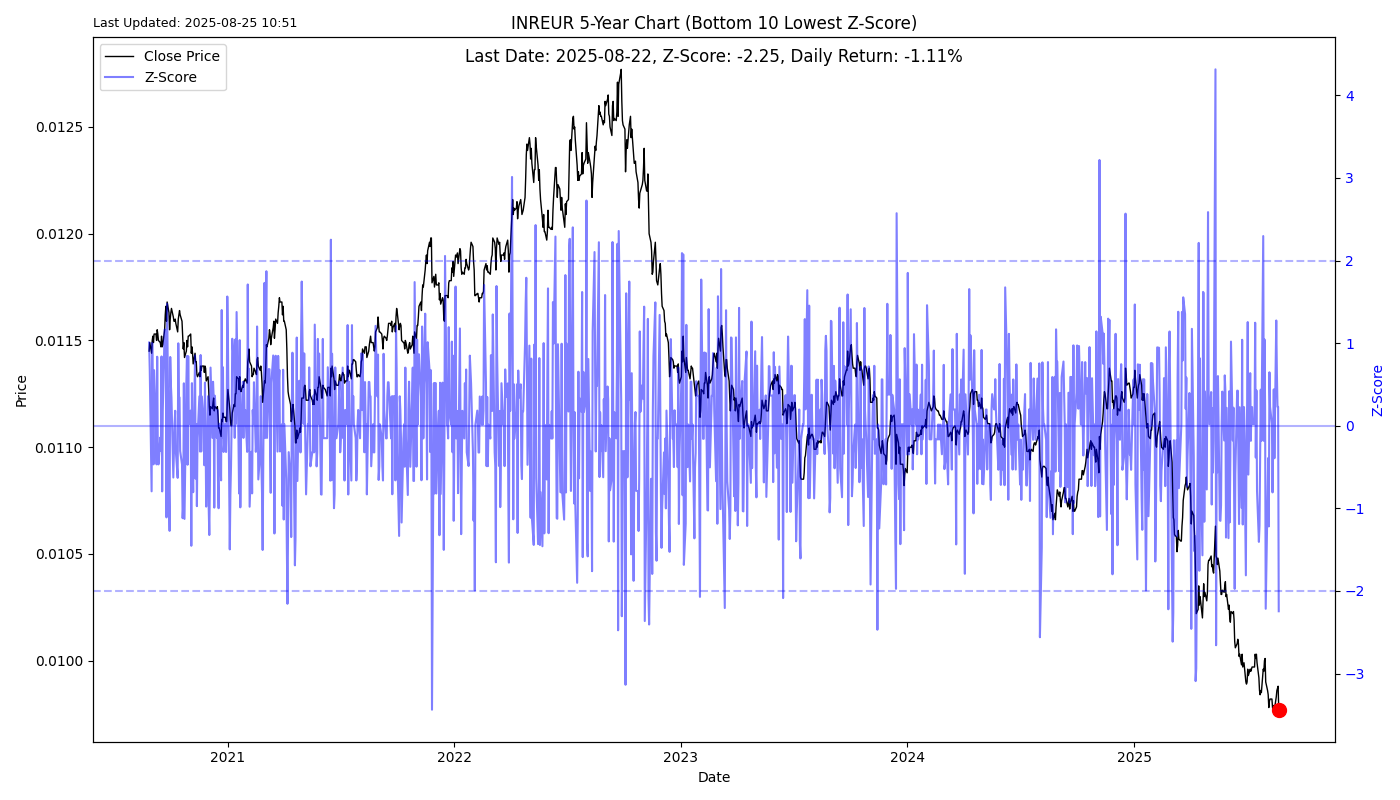 Last Updated: 2025-08-25 10:51
INREUR 5-Year Chart (Bottom 10 Lowest Z-Score)
Last Date: 2025-08-22, Z-Score: -2.25, Daily Return: -1.11%
Close Price
Z-Score
0.0125
0.0120
0.0115
0.0110
0.0105
0.0100
Price
4
3
2
1
0
−1
−2
−3
Z-Score
2021
2022
2023
2024
2025
Date